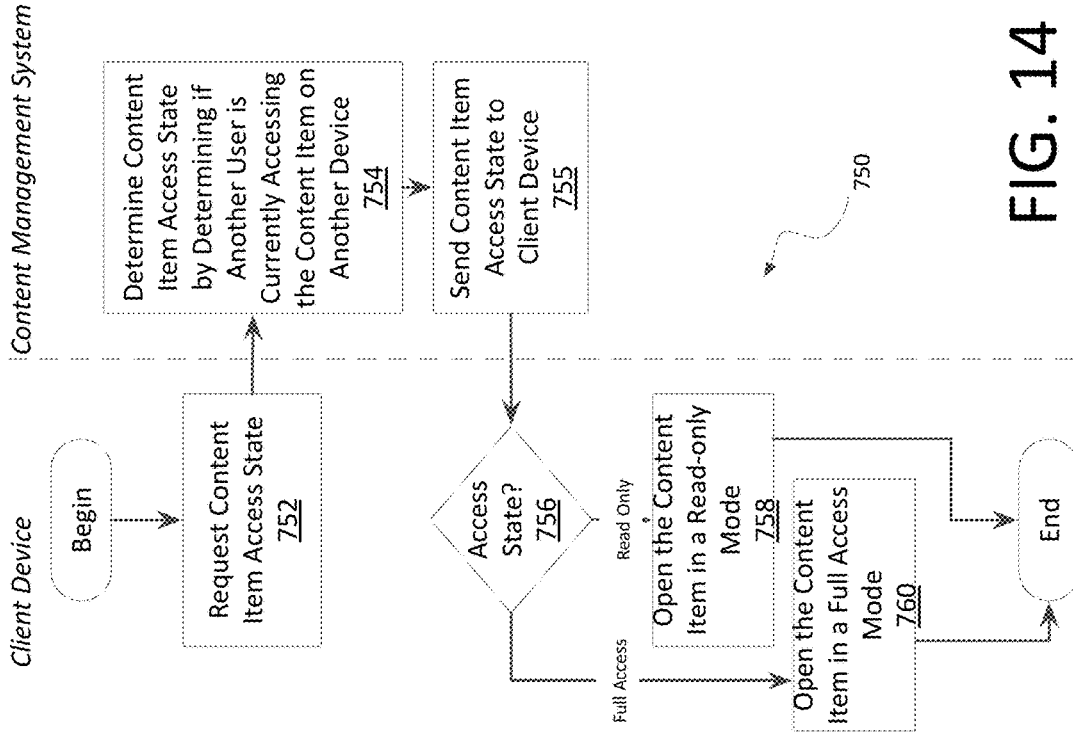 Client Device
Content Management System
Begin
Request Content
Item Access State
752
Determine Content
Item Access State
by Determining if
Another User is
Currently Accessing
the Content Item on
Another Device
754
Send Content Item
Access State to
Client Device
755
Access
State?
756
Read Only
Full Access
Open the Content
Item in a Read-only
Mode
758
Open the Content
Item in a Full Access
Mode
760
End
750
FIG. 14